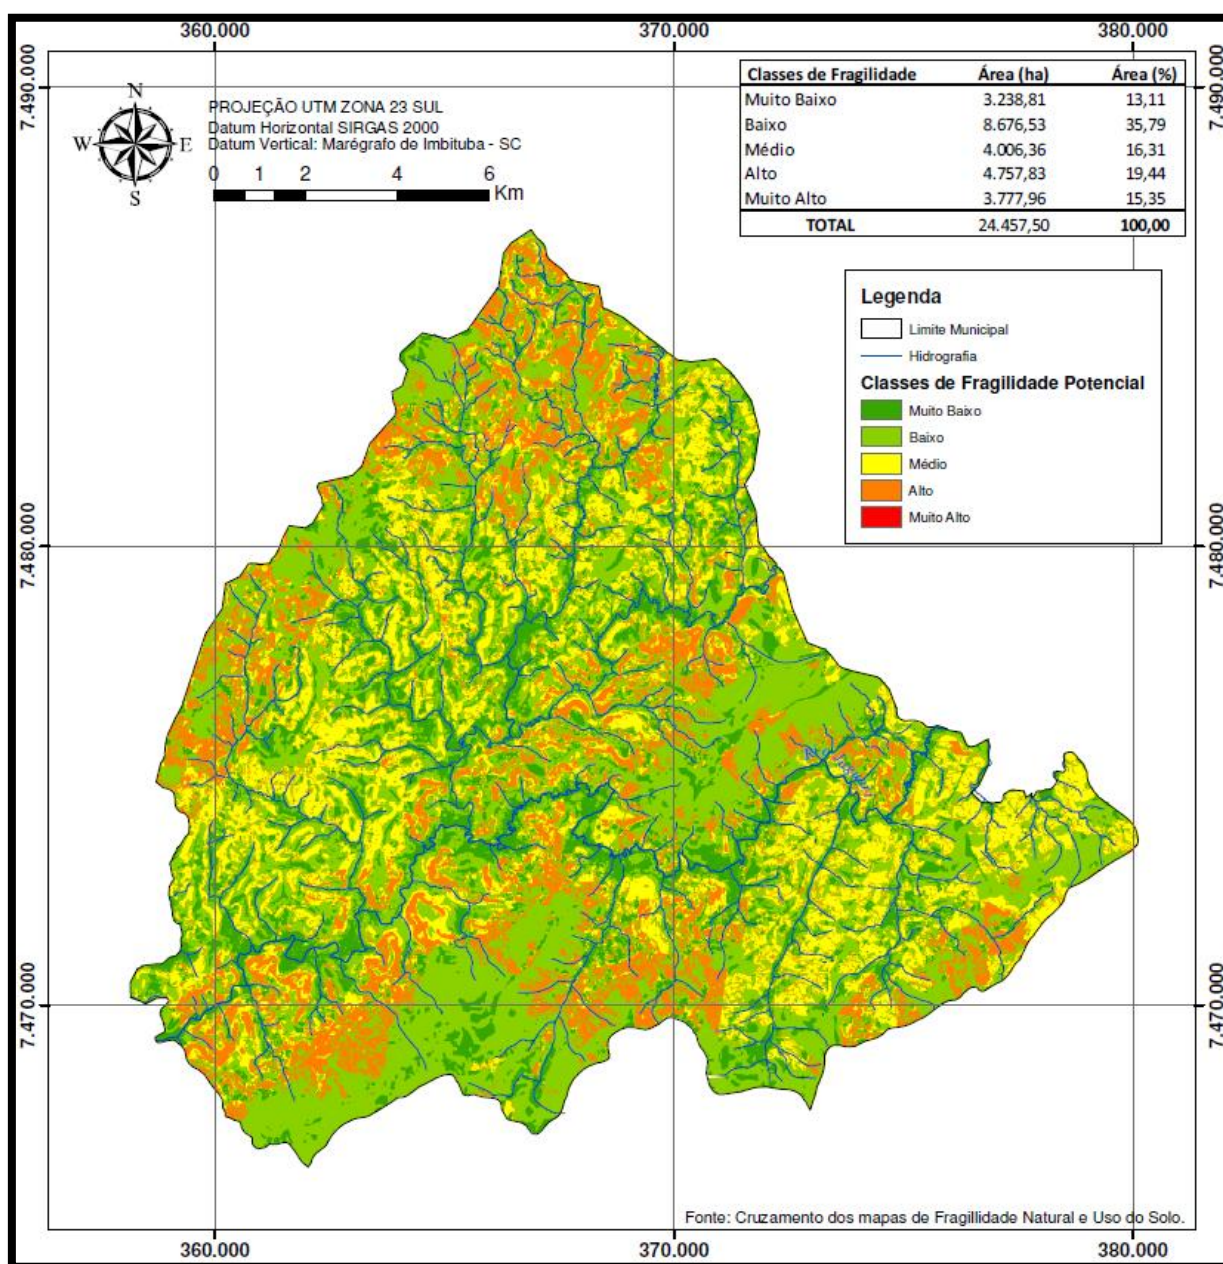 360.000 370.000 380.000
7.490.000 7.490.000
N
W E
S
PROJEÇÃO UTM ZONA 23 SUL
Datum Horizontal SIRGAS 2000
Datum Vertical: Marégrafo de Imbituba - SC
0 1 2 4 6
Km
Classes de Fragilidade Área (ha) Área (%)
Muito Baixo 3.238,81 13,11
Baixo 8.676,53 35,79
Médio 4.006,36 16,31
Alto 4.757,83 19,44
Muito Alto 3.777,96 15,35
TOTAL 24.457,50 100,00
Legenda
Limite Municipal
Hidrografia
Classes de Fragilidade Potencial
Muito Baixo
Baixo
Médio
Alto
Muito Alto
7.480.000 7.480.000
7.470.000 7.470.000
Fonte: Cruzamento dos mapas de Fragillidade Natural e Uso do Solo.
360.000 370.000 380.000